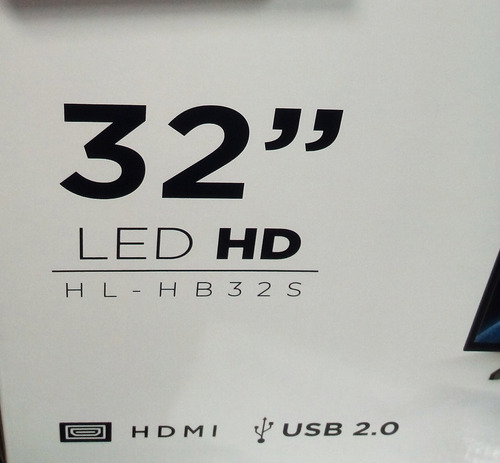 32”
LED HD
HL-HB32S
HDMI USB 2.0